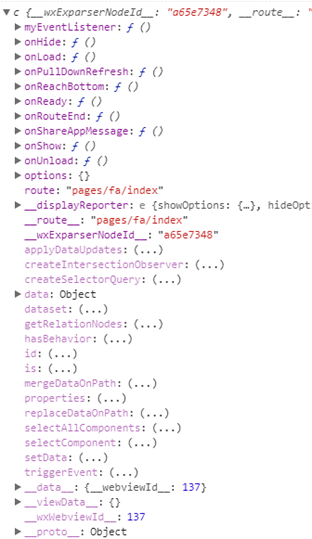 ▼ c {__wxExparserNodeId__: "a65e7348", __route__: "
▶ myEventListener: ƒ ()
▶ onHide: ƒ ()
▶ onLoad: ƒ ()
▶ onPullDownRefresh: ƒ ()
▶ onReachBottom: ƒ ()
▶ onReady: ƒ ()
▶ onRouteEnd: ƒ ()
▶ onShareAppMessage: ƒ ()
▶ onShow: ƒ ()
▶ onUnload: ƒ ()
▶ options: {}
route: "pages/fa/index"
▶ __displayReporter: e {showOptions: {…}, hideOpt
__route__: "pages/fa/index"
__wxExparserNodeId__: "a65e7348"
applyDataUpdates: (...)
createIntersectionObserver: (...)
createSelectorQuery: (...)
▶ data: Object
dataset: (...)
getRelationNodes: (...)
hasBehavior: (...)
id: (...)
is: (...)
mergeDataOnPath: (...)
properties: (...)
replaceDataOnPath: (...)
selectAllComponents: (...)
selectComponent: (...)
setData: (...)
triggerEvent: (...)
▶ __data__: {__webviewId__: 137}
▶ __viewData__: {}
__wxWebviewId__: 137
▶ __proto__: Object